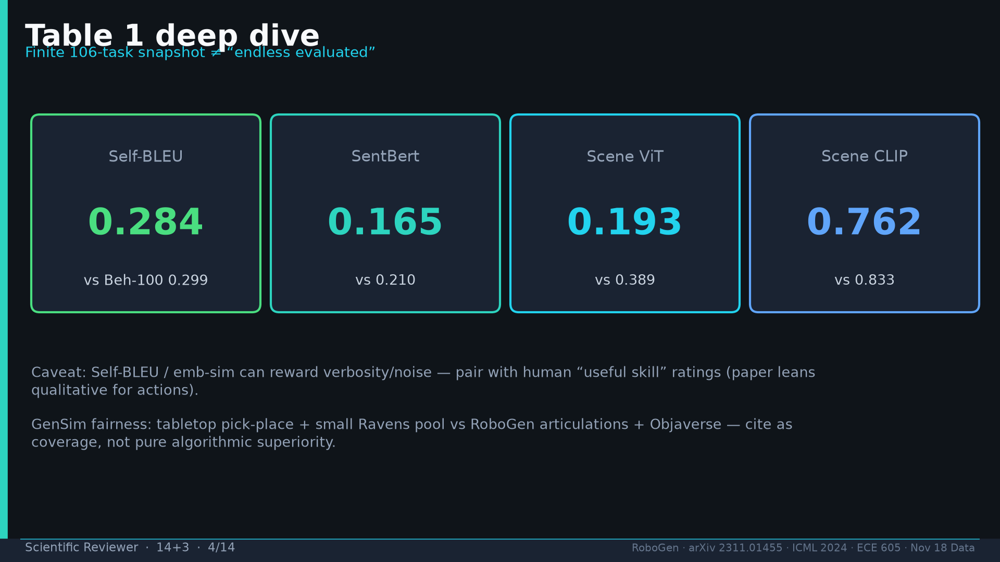 Table 1 deep dive
Finite 106-task snapshot ≠ “endless evaluated”
Self-BLEU
0.284
vs Beh-100 0.299
SentBert
0.165
vs 0.210
Scene ViT
0.193
vs 0.389
Scene CLIP
0.762
vs 0.833
Caveat: Self-BLEU / emb-sim can reward verbosity/noise — pair with human “useful skill” ratings (paper leans
qualitative for actions).
GenSim fairness: tabletop pick-place + small Ravens pool vs RoboGen articulations + Objaverse — cite as
coverage, not pure algorithmic superiority.
Scientific Reviewer · 14+3 · 4/14
RoboGen · arXiv 2311.01455 · ICML 2024 · ECE 605 · Nov 18 Data